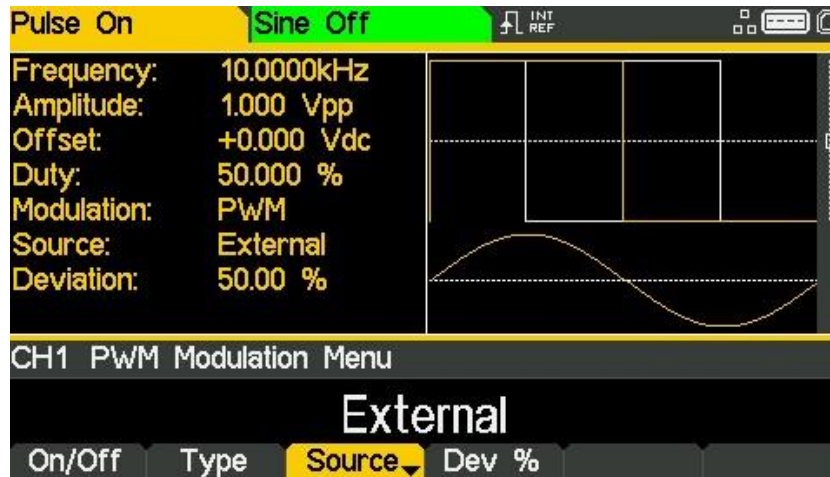 Pulse On Sine Off INT REF
Frequency: 10.0000kHz
Amplitude: 1.000 Vpp
Offset: +0.000 Vdc
Duty: 50.000 %
Modulation: PWM
Source: External
Deviation: 50.00 %
CH1 PWM Modulation Menu
External
On/Off Type Source Dev %